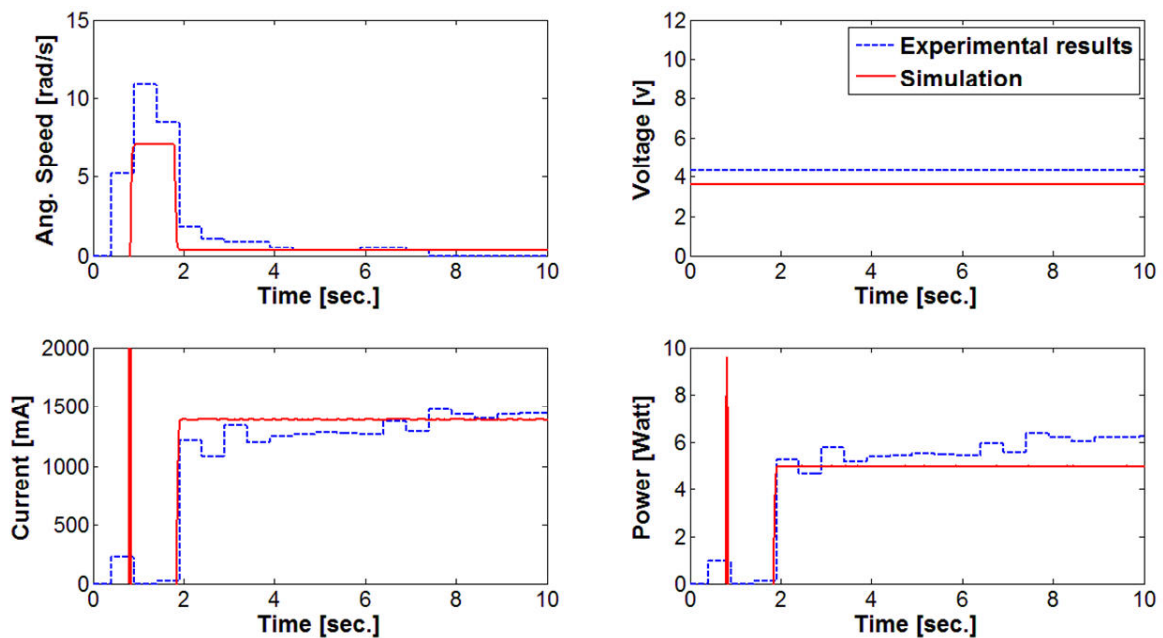 15
10
5
0
Ang. Speed [rad/s]
0 2 4 6 8 10
Time [sec.]
12
10
8
6
4
2
0
Voltage [v]
Experimental results
Simulation
0 2 4 6 8 10
Time [sec.]
2000
1500
1000
500
0
Current [mA]
0 2 4 6 8 10
Time [sec.]
10
8
6
4
2
0
Power [Watt]
0 2 4 6 8 10
Time [sec.]